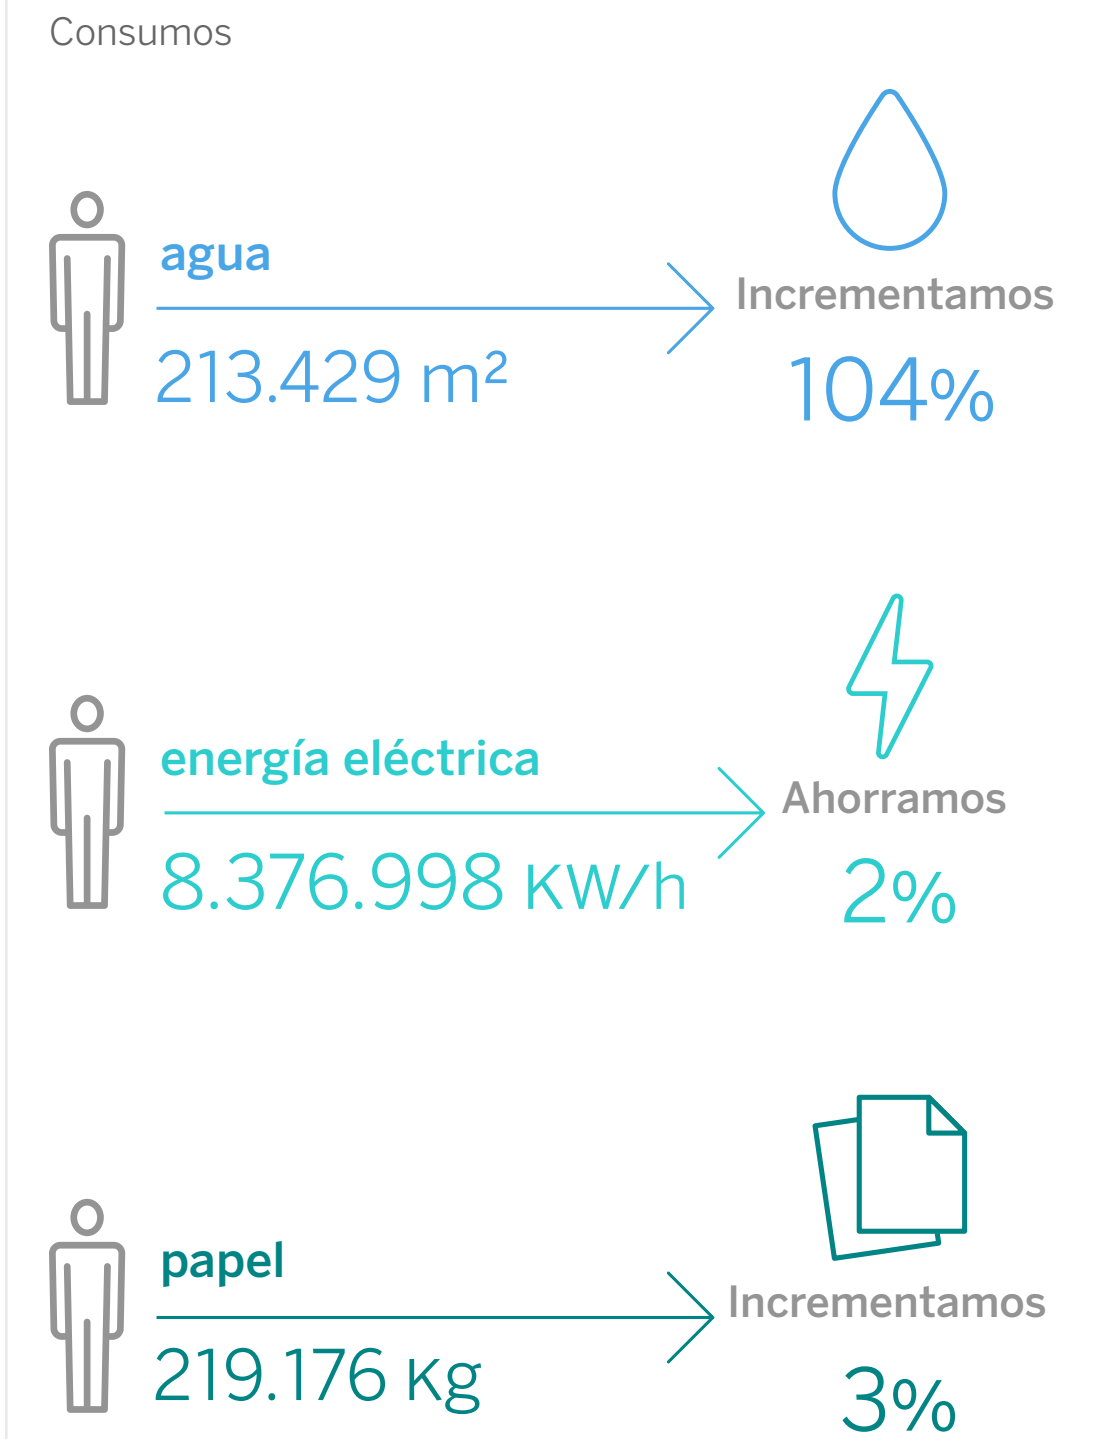 Consumos
agua
213.429 m²
Incrementamos
104%
energía eléctrica
8.376.998 KW/h
Ahorramos
2%
papel
219.176 Kg
Incrementamos
3%